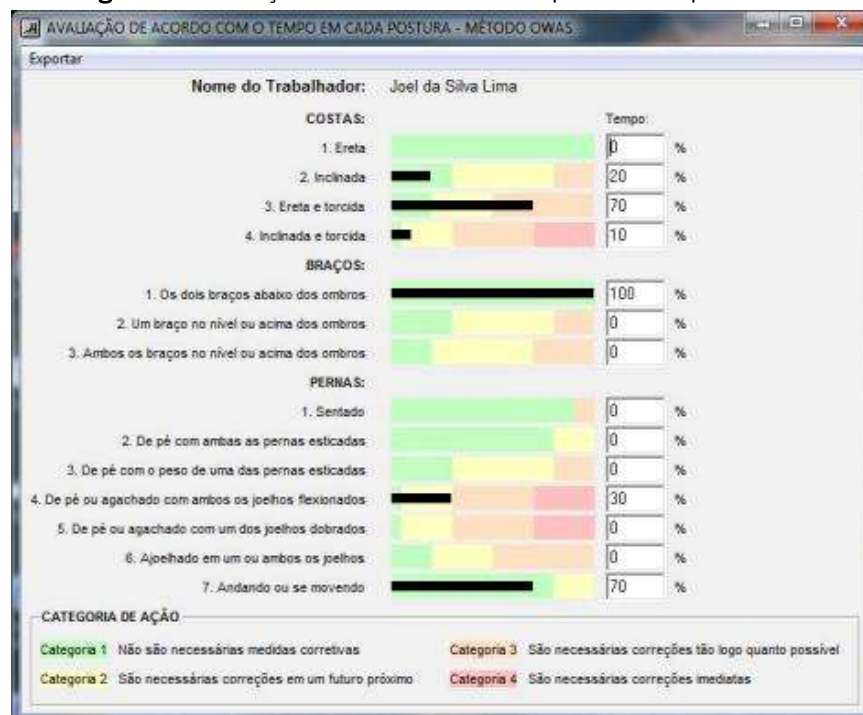 AVALIAÇÃO DE ACORDO COM O TEMPO EM CADA POSTURA - MÉTODO OWAS
Exportar
Nome do Trabalhador: Joel da Silva Lima
COSTAS: Tempo:
1. Ereta 0 %
2. Inclinada 20 %
3. Ereta e torcida 70 %
4. Inclinada e torcida 10 %
BRAÇOS:
1. Os dois braços abaixo dos ombros 100 %
2. Um braço no nível ou acima dos ombros 0 %
3. Ambos os braços no nível ou acima dos ombros 0 %
PERNAS:
1. Sentado 0 %
2. De pé com ambas as pernas esticadas 0 %
3. De pé com o peso de uma das pernas esticadas 0 %
4. De pé ou agachado com ambos os joelhos flexionados 30 %
5. De pé ou agachado com um dos joelhos dobrados 0 %
6. Ajoelhado em um ou ambos os joelhos 0 %
7. Andando ou se movendo 70 %
CATEGORIA DE AÇÃO
Categoria 1 Não são necessárias medidas corretivas Categoria 3 São necessárias correções tão logo quanto possível
Categoria 2 São necessárias correções em um futuro próximo Categoria 4 São necessárias correções imediatas